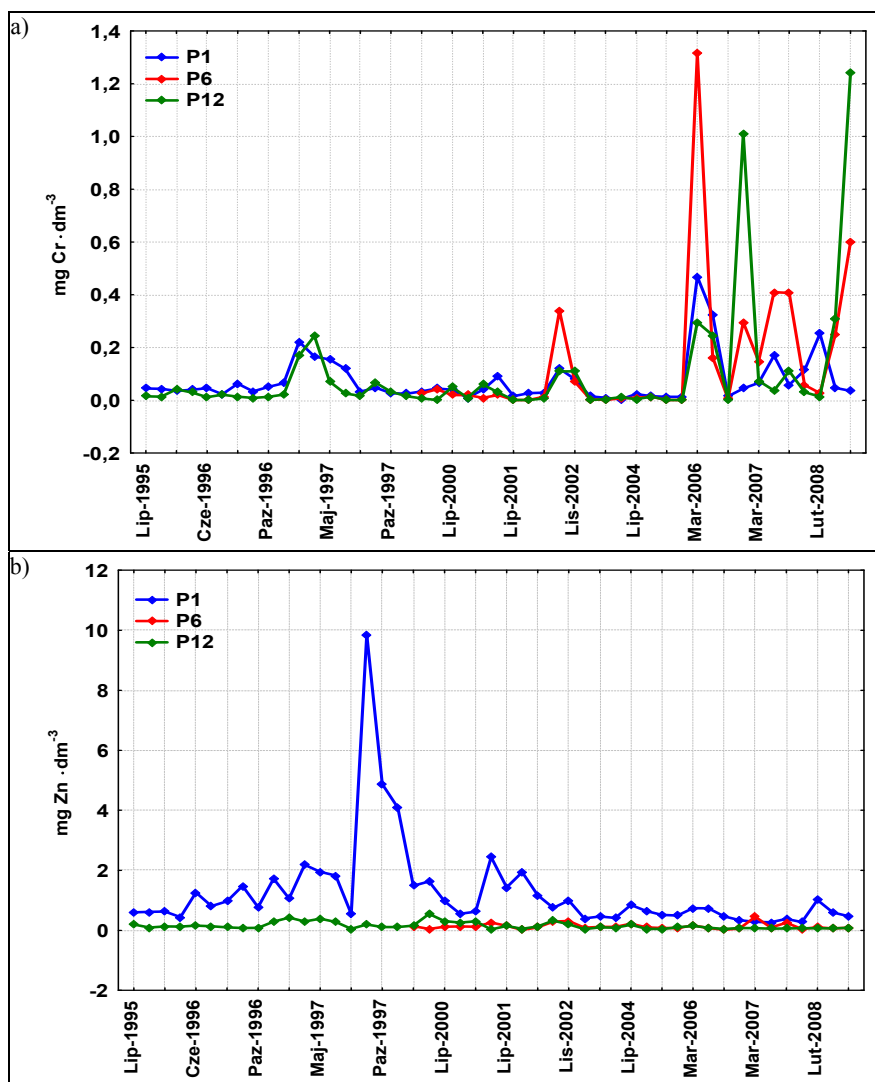 a)
1,4
1,2
1,0
0,8
0,6
0,4
0,2
0,0
-0,2
mg Cr·dm-3
P1
P6
P12
Lip-1995
Cze-1996
Paz-1996
Maj-1997
Paz-1997
Lip-2000
Lip-2001
Lis-2002
Lip-2004
Mar-2006
Mar-2007
Lut-2008
b)
12
10
8
6
4
2
0
-2
mg Zn·dm-3
P1
P6
P12
Lip-1995
Cze-1996
Paz-1996
Maj-1997
Paz-1997
Lip-2000
Lip-2001
Lis-2002
Lip-2004
Mar-2006
Mar-2007
Lut-2008